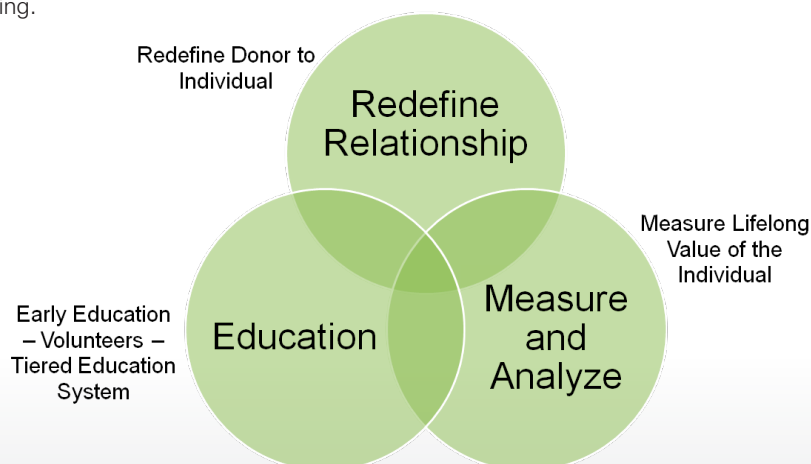 ing.
Redefine Donor to
Individual
Redefine
Relationship
Measure Lifelong
Value of the
Individual
Early Education
– Volunteers –
Tiered Education
System
Education
Measure
and
Analyze